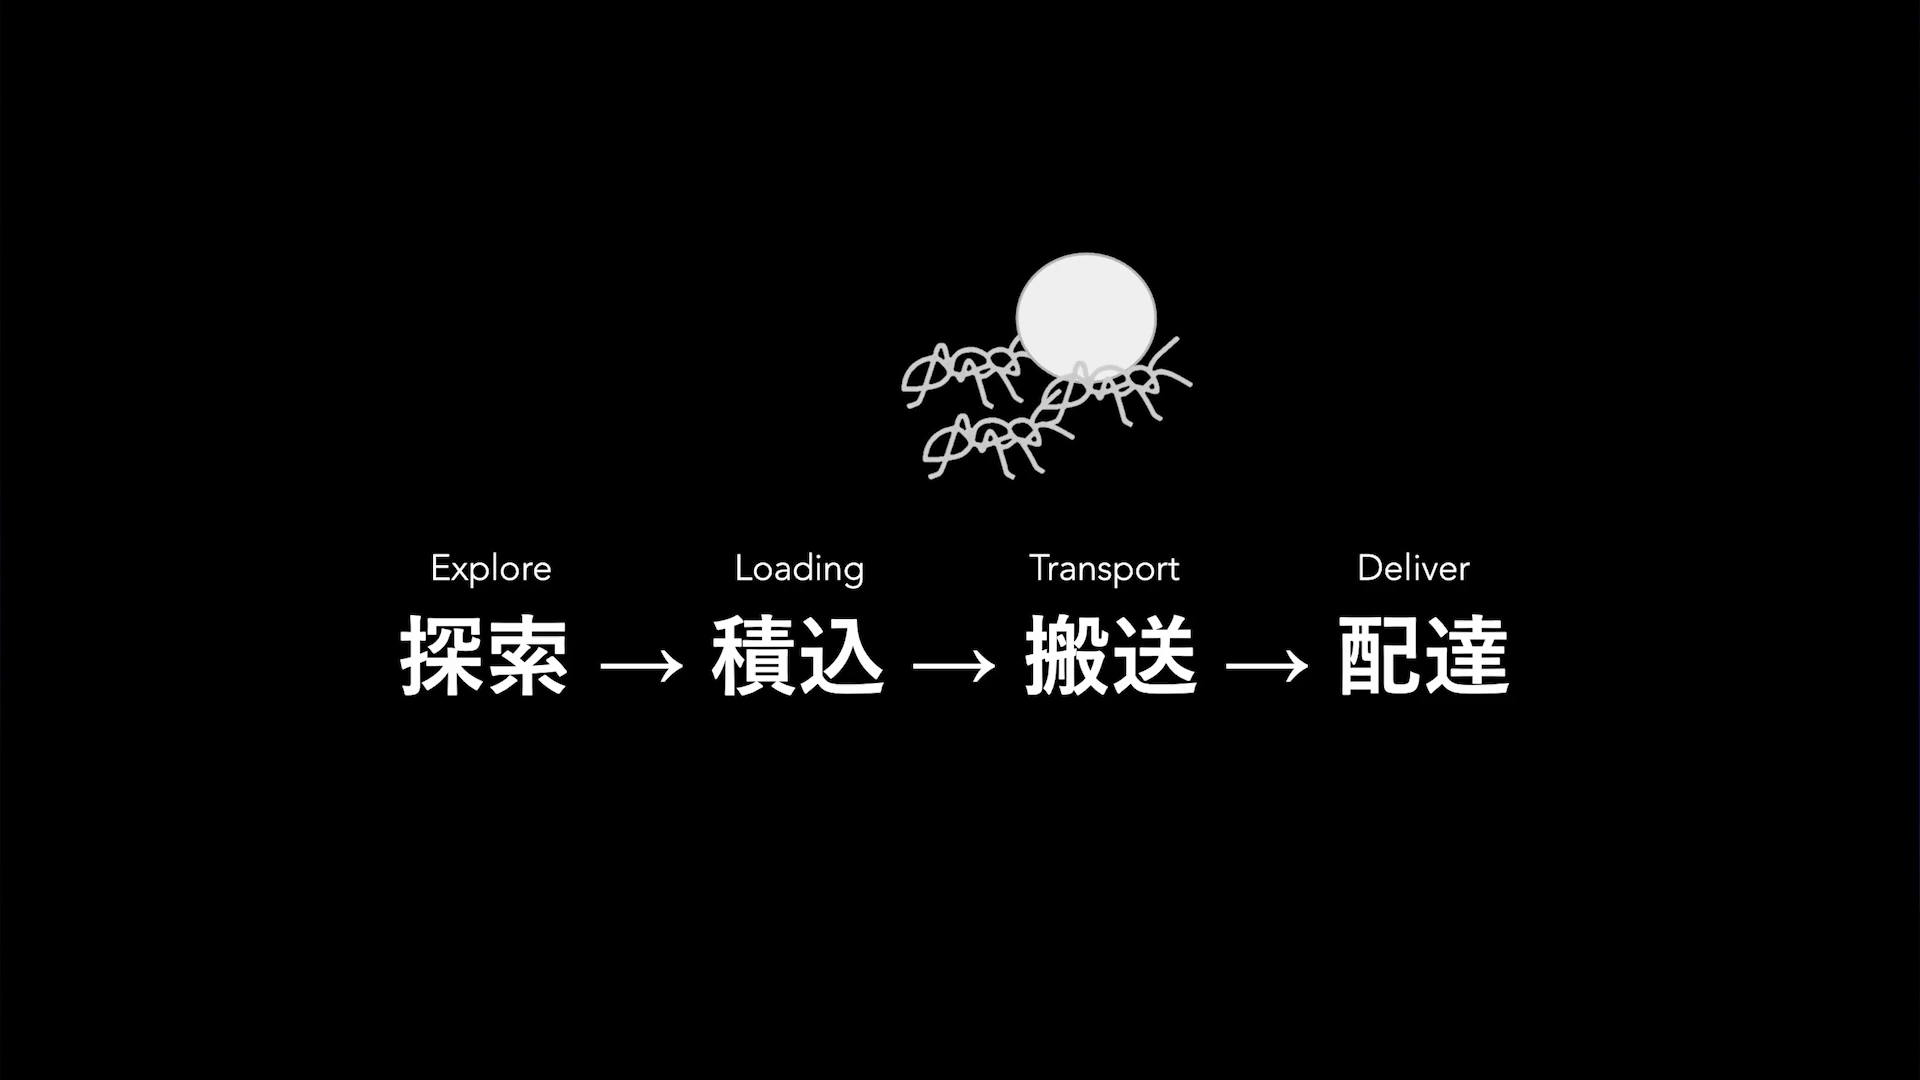 Explore Loading Transport Deliver
探索 → 積込 → 搬送 → 配達